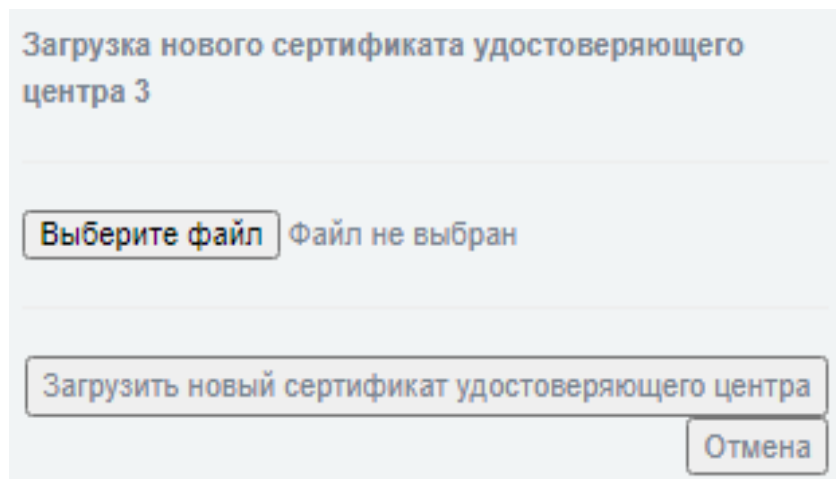 Загрузка нового сертификата удостоверяющего
центра 3
Выберите файл Файл не выбран
Загрузить новый сертификат удостоверяющего центра
Отмена